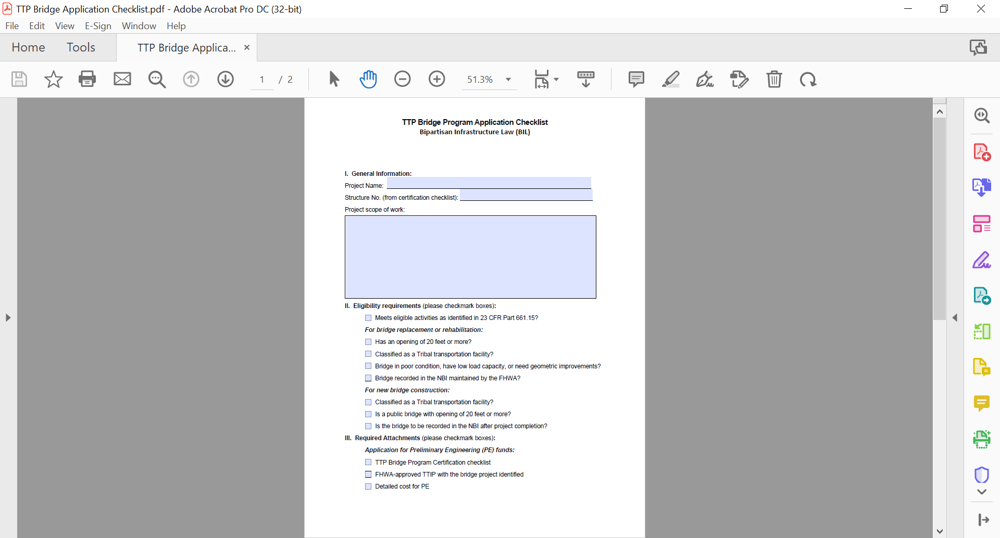 TTP Bridge Application Checklist.pdf - Adobe Acrobat Pro DC (32-bit)
File Edit View E-Sign Window Help
Home Tools TTP Bridge Applica... ×
1 / 2 51.3%
TTP Bridge Program Application Checklist
Bipartisan Infrastructure Law (BIL)
I. General Information:
Project Name:
Structure No. (from certification checklist):
Project scope of work:
II. Eligibility requirements (please checkmark boxes):
Meets eligible activities as identified in 23 CFR Part 661.15?
For bridge replacement or rehabilitation:
Has an opening of 20 feet or more?
Classified as a Tribal transportation facility?
Bridge in poor condition, have low load capacity, or need geometric improvements?
Bridge recorded in the NBI maintained by the FHWA?
For new bridge construction:
Classified as a Tribal transportation facility?
Is a public bridge with opening of 20 feet or more?
Is the bridge to be recorded in the NBI after project completion?
III. Required Attachments (please checkmark boxes):
Application for Preliminary Engineering (PE) funds:
TTP Bridge Program Certification checklist
FHWA-approved TTIP with the bridge project identified
Detailed cost for PE